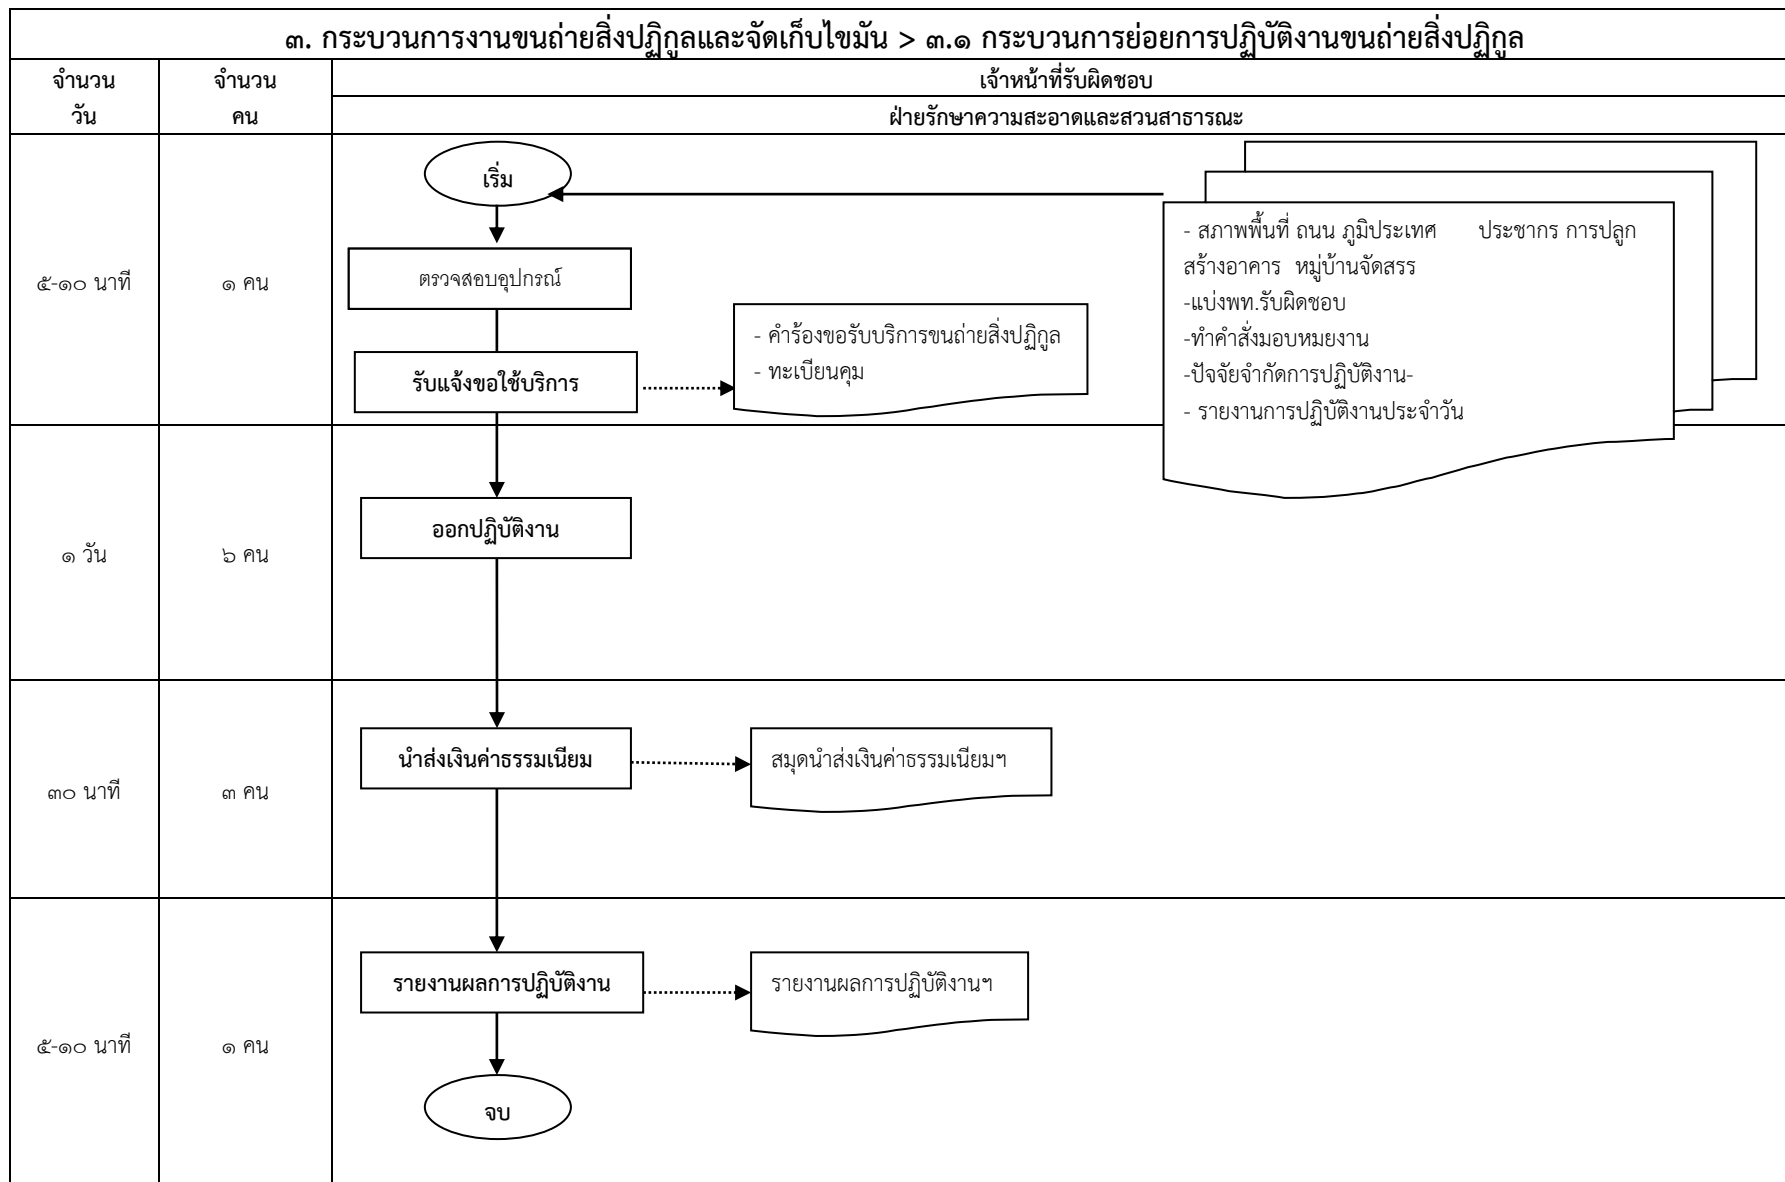 ๓. กระบวนการงานขนถ่ายสิ่งปฏิกูลและจัดเก็บไขมัน > ๓.๑ กระบวนการย่อยการปฏิบัติงานขนถ่ายสิ่งปฏิกูล
จำนวน
วัน
จำนวน
คน
เจ้าหน้าที่รับผิดชอบ
ฝ่ายรักษาความสะอาดและสวนสาธารณะ
๕-๑๐ นาที
๑ คน
เริ่ม
ตรวจสอบอุปกรณ์
รับแจ้งขอใช้บริการ
- คำร้องขอรับบริการขนถ่ายสิ่งปฏิกูล
- ทะเบียนคุม
- สภาพพื้นที่ ถนน ภูมิประเทศ ประชากร การปลูก
สร้างอาคาร หมู่บ้านจัดสรร
-แบ่งพท.รับผิดชอบ
-ทำคำสั่งมอบหมยงาน
-ปัจจัยจำกัดการปฏิบัติงาน-
- รายงานการปฏิบัติงานประจำวัน
๑ วัน
๖ คน
ออกปฏิบัติงาน
๓๐ นาที
๓ คน
นำส่งเงินค่าธรรมเนียม
สมุดนำส่งเงินค่าธรรมเนียมฯ
๕-๑๐ นาที
๑ คน
รายงานผลการปฏิบัติงาน
รายงานผลการปฏิบัติงานฯ
จบ